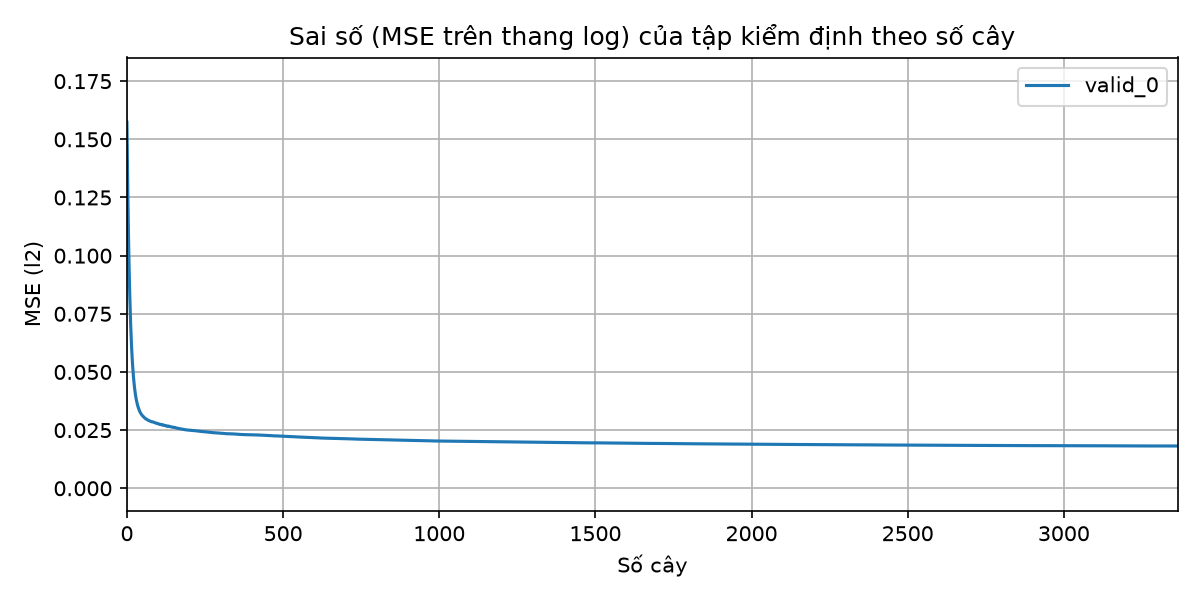 Sai số (MSE trên thang log) của tập kiểm định theo số cây
valid_0
MSE (l2)
0.175
0.150
0.125
0.100
0.075
0.050
0.025
0.000
0 500 1000 1500 2000 2500 3000
Số cây